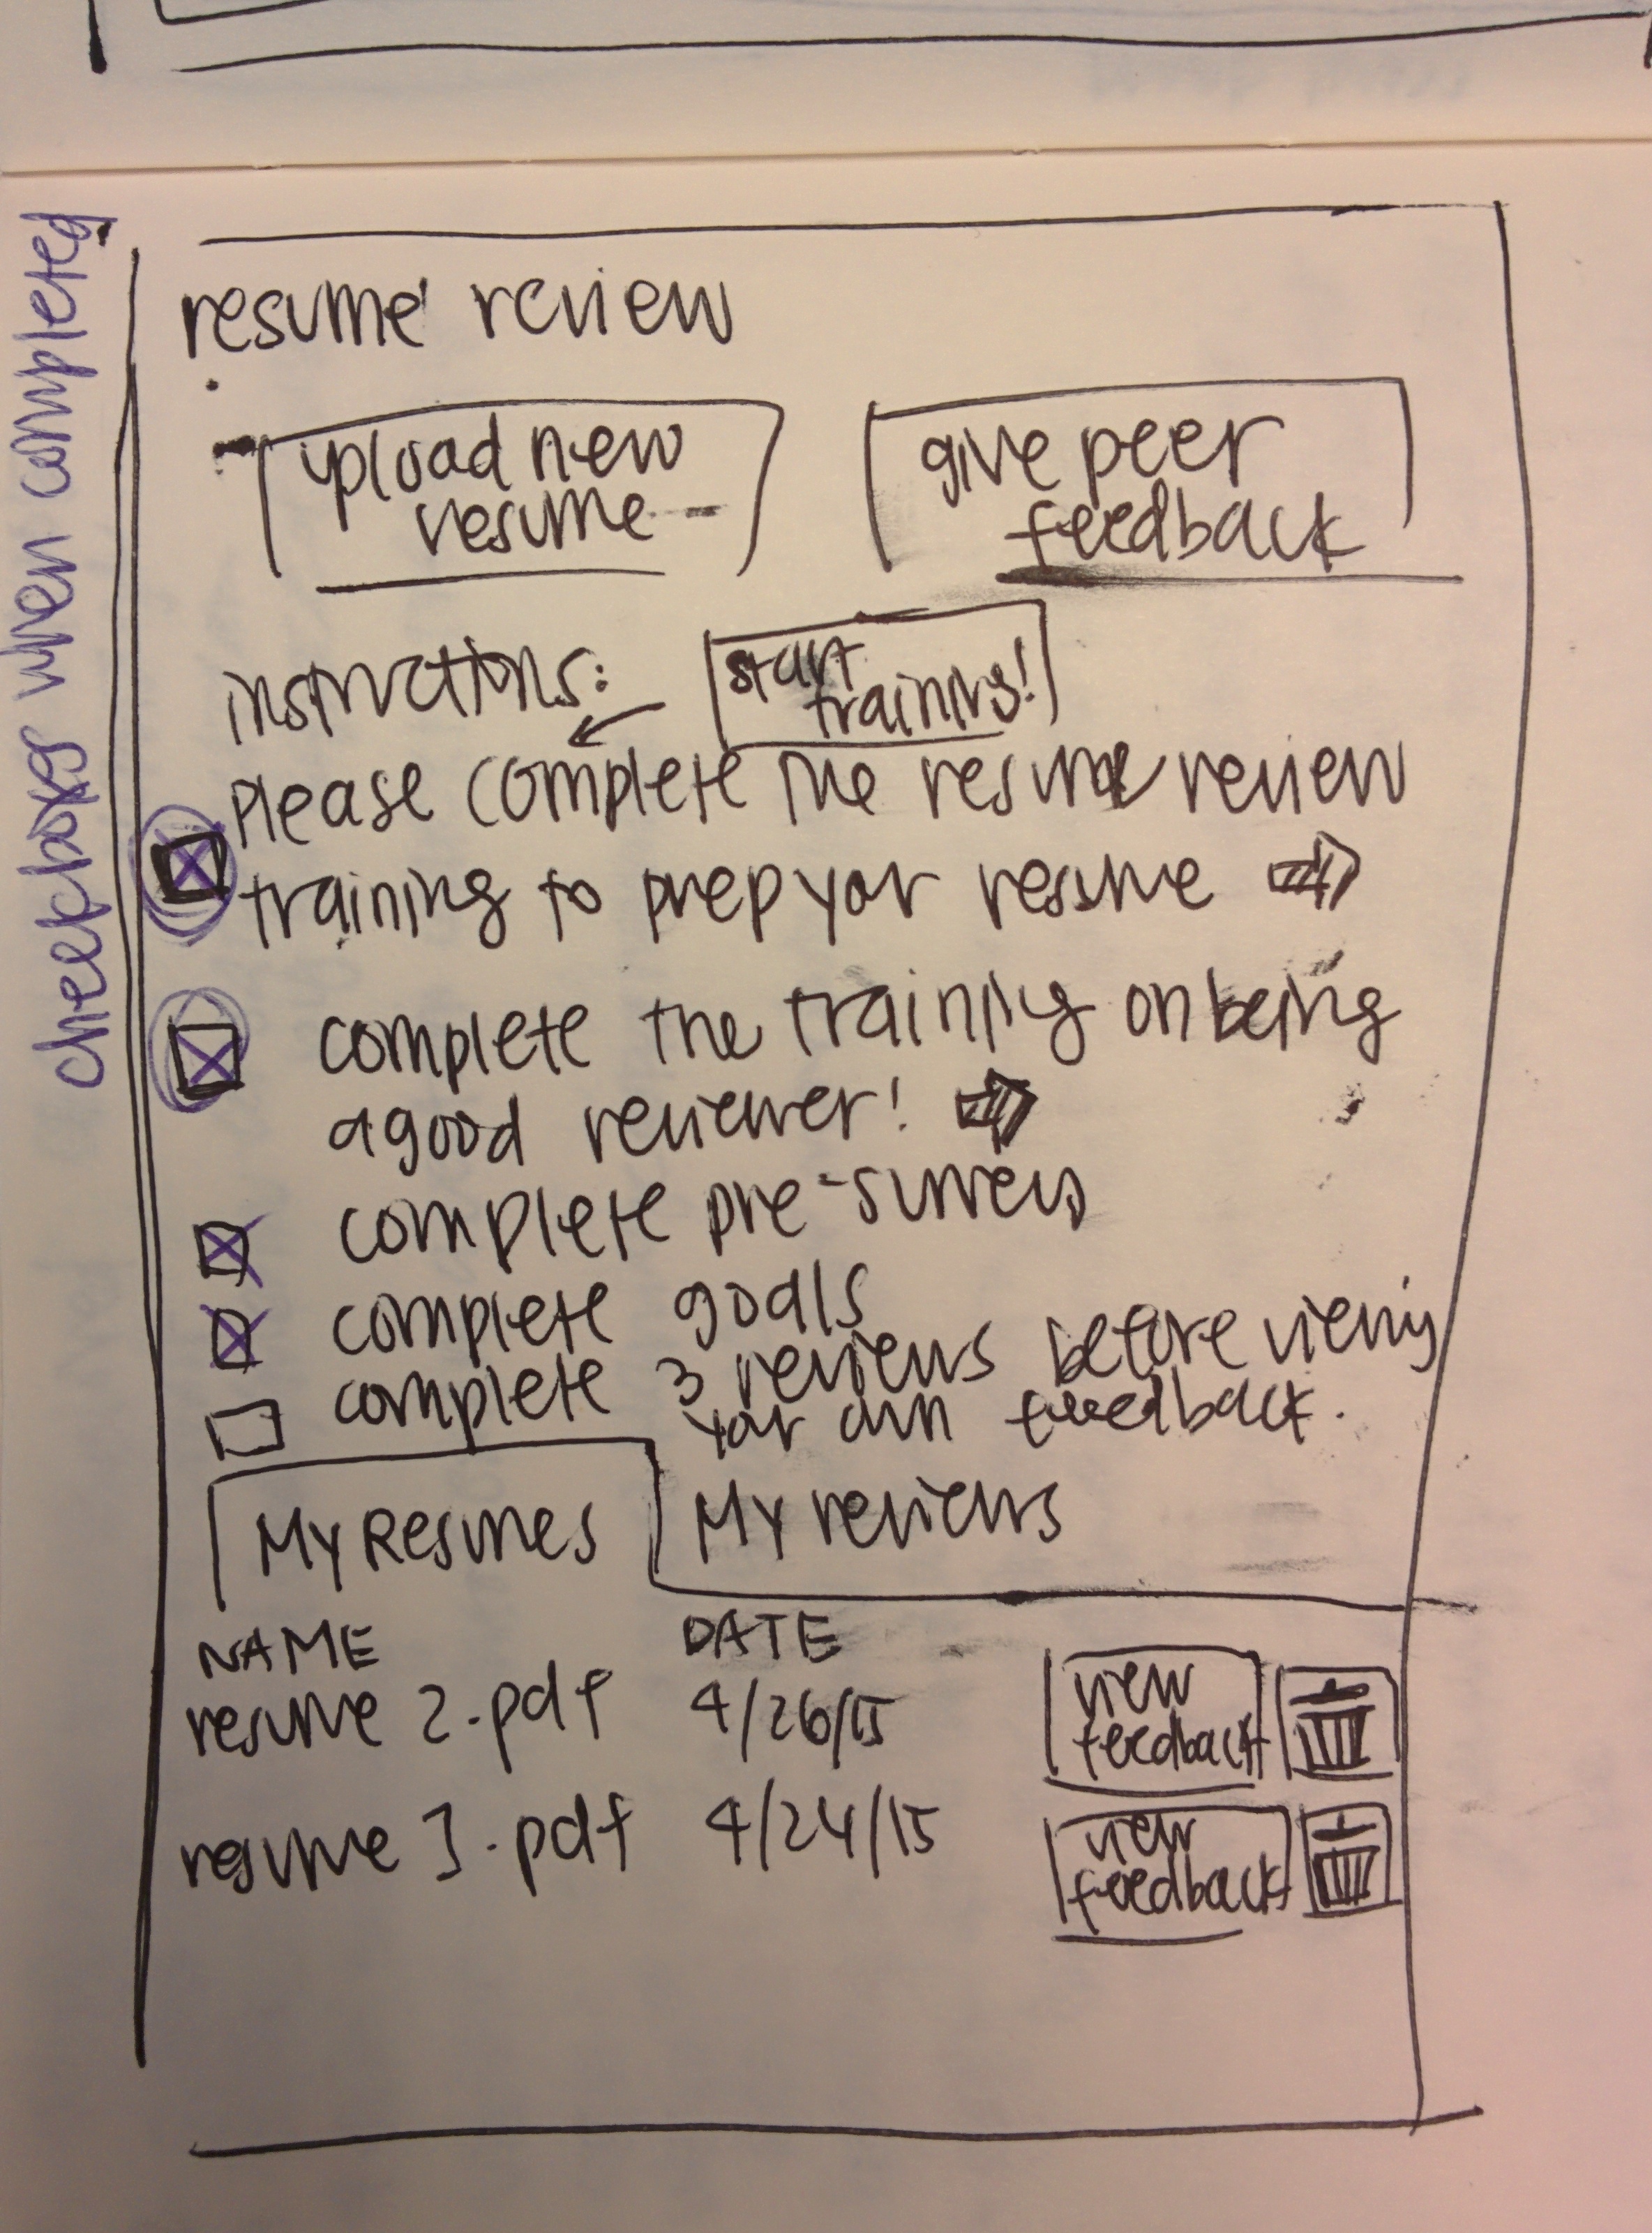 checkboxes when completed
resume review
upload new
resume
give peer
feedback
instructions:
start
training!
please complete the resume review
training to prep your resume
complete the training on being
a good reviewer!
complete pre-survey
complete goals
complete 3 reviews before viewing
your own feedback.
My Resumes
My reviews
NAME
DATE
resume 2.pdf
4/26/15
view
feedback
resume 1.pdf
4/24/15
view
feedback